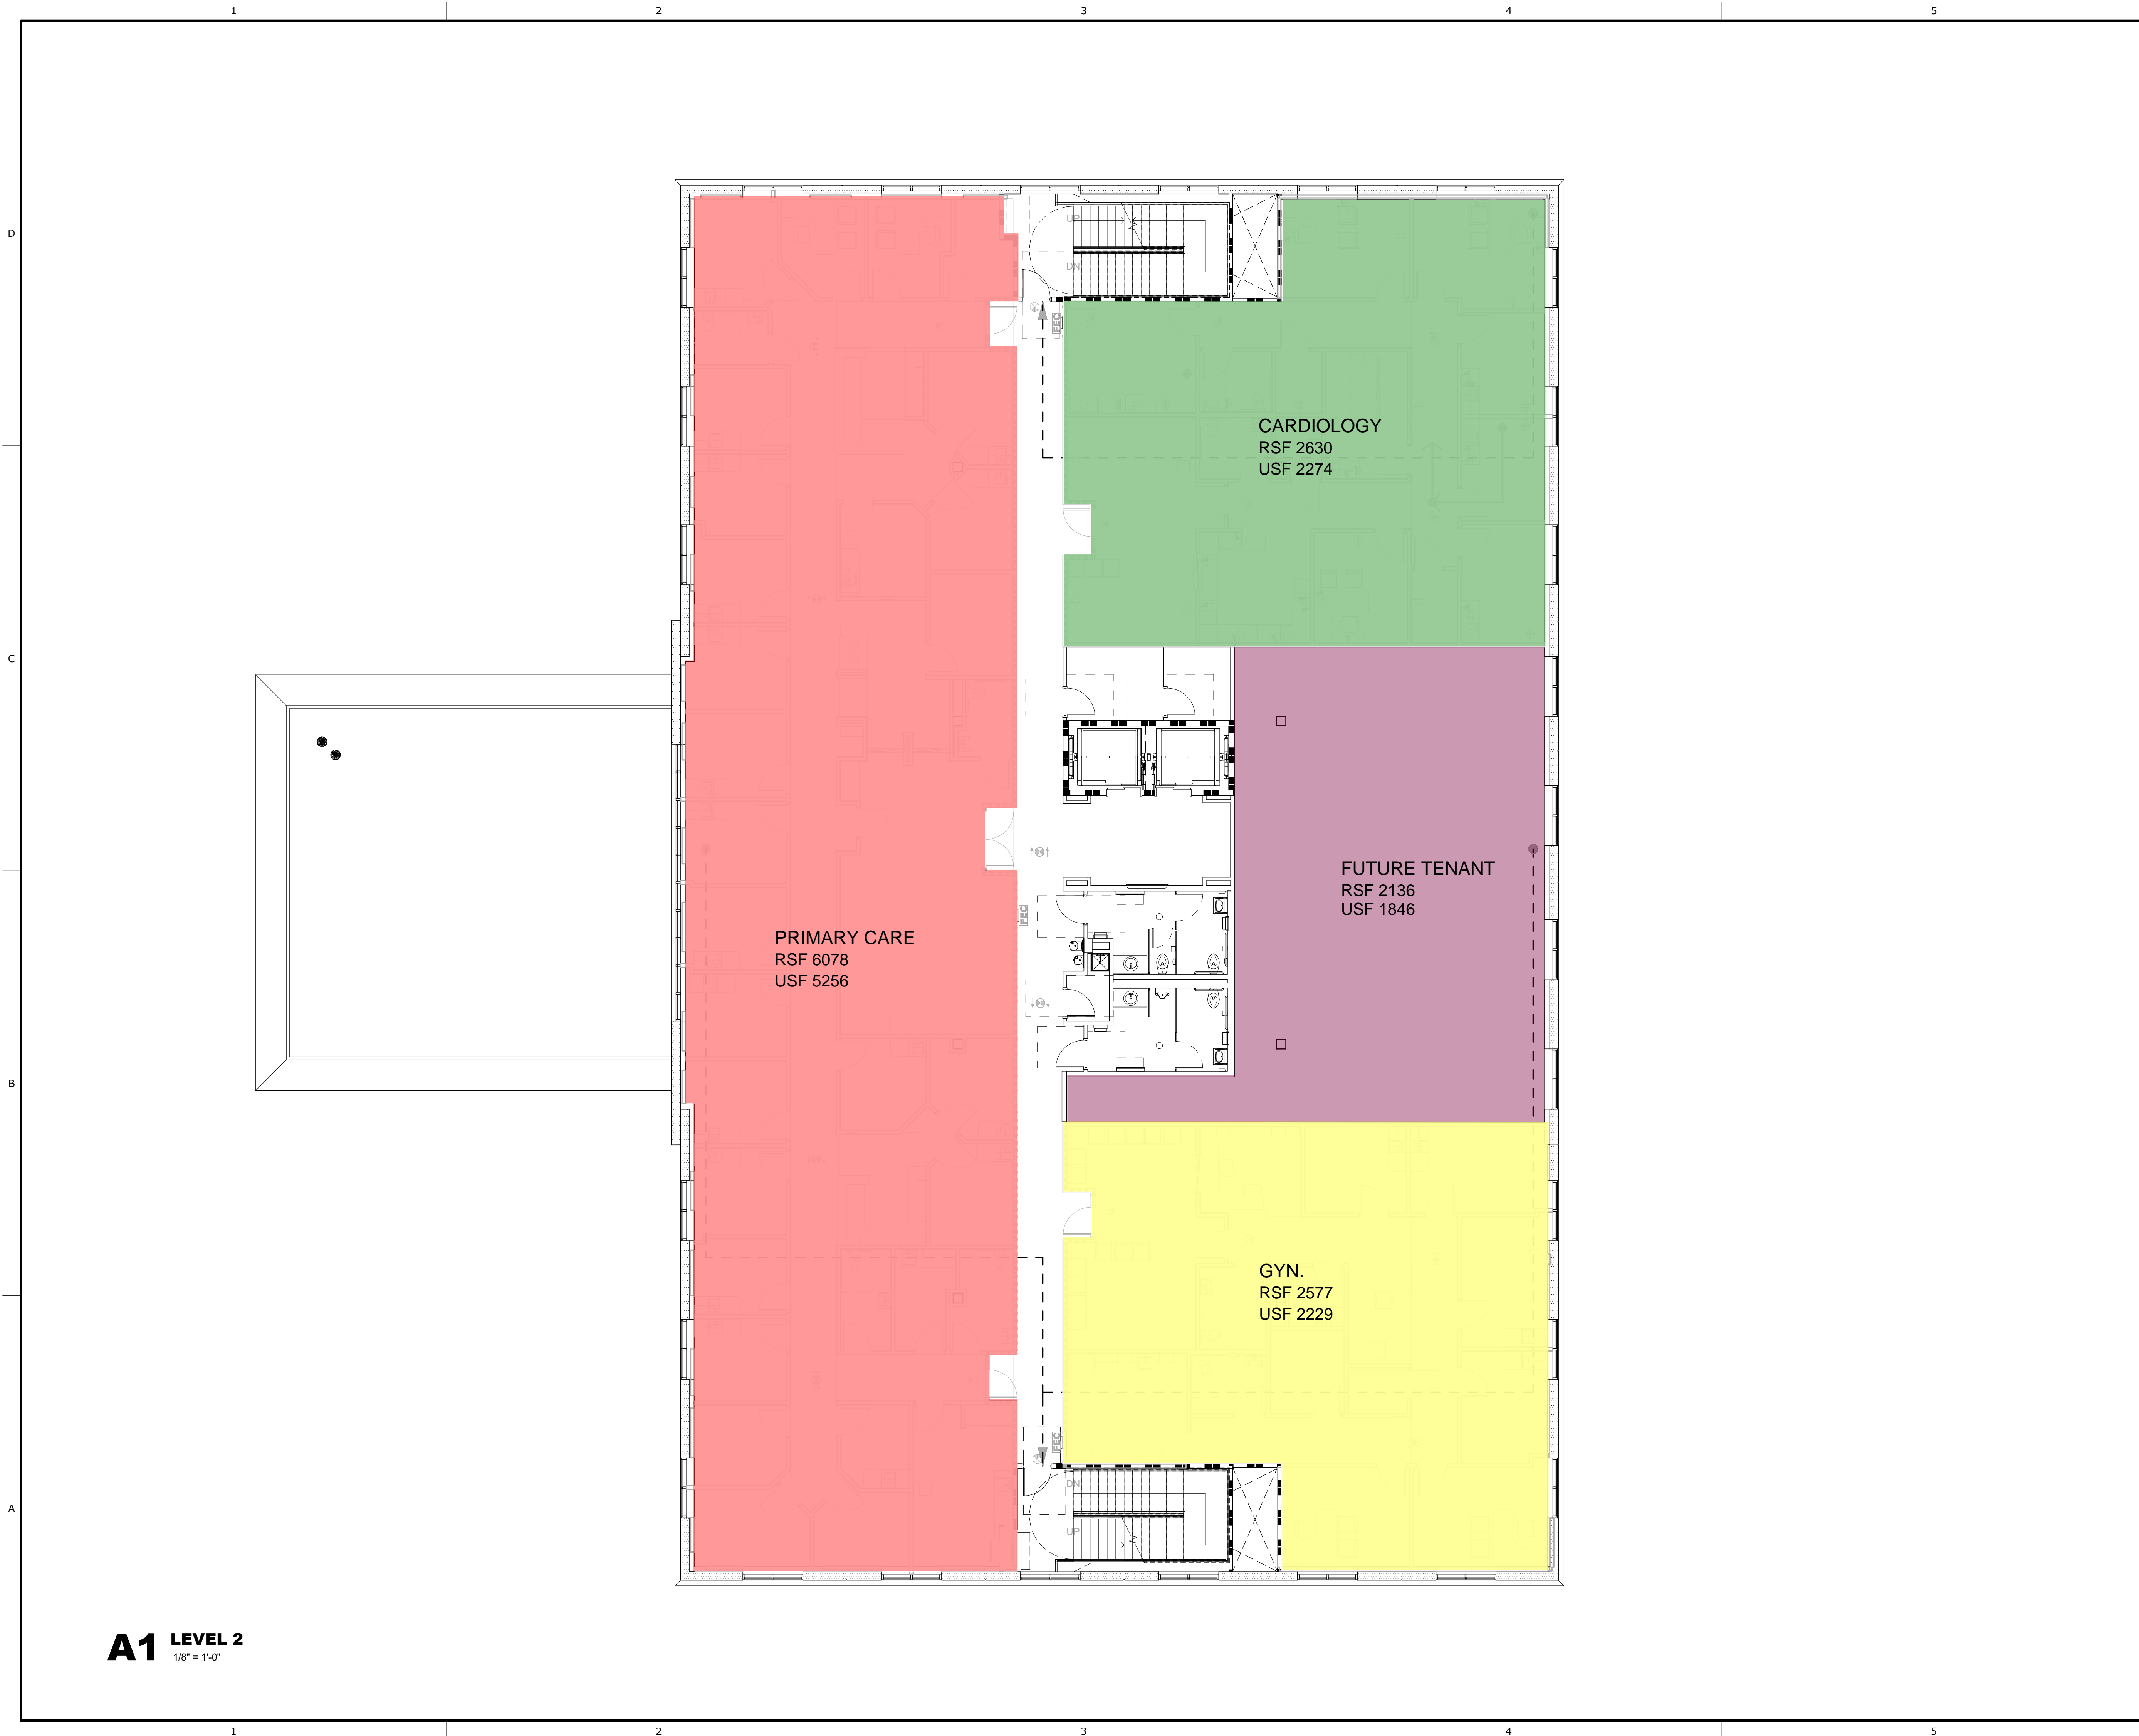 1 2 3 4 5
D
C
B
A
UP
DN
FEC
CARDIOLOGY
RSF 2630
USF 2274
FUTURE TENANT
RSF 2136
USF 1846
FEC
PRIMARY CARE
RSF 6078
USF 5256
GYN.
RSF 2577
USF 2229
FEC
DN
UP
A1 LEVEL 2
1/8" = 1'-0"
1 2 3 4 5